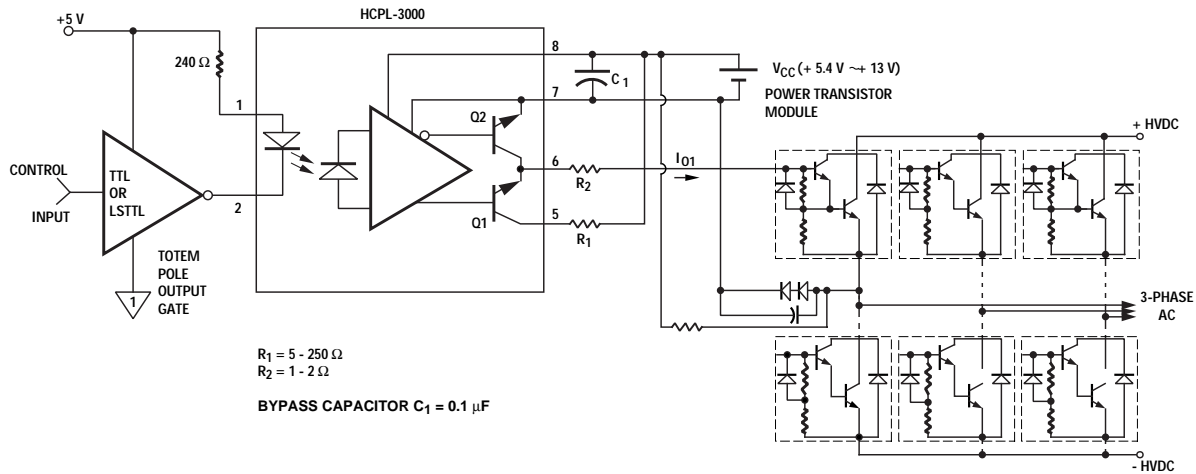 HCPL-3000
+5 V
240 Ω
8
C1
VCC (+ 5.4 V ~+ 13 V)
POWER TRANSISTOR
MODULE
7
1
Q2
+ HVDC
CONTROL
INPUT
TTL
OR
LSTTL
6
R2
IO1
2
5
R1
Q1
TOTEM
POLE
OUTPUT
GATE
1
3-PHASE
AC
R1 = 5 - 250 Ω
R2 = 1 - 2 Ω
BYPASS CAPACITOR C1 = 0.1 μF
- HVDC